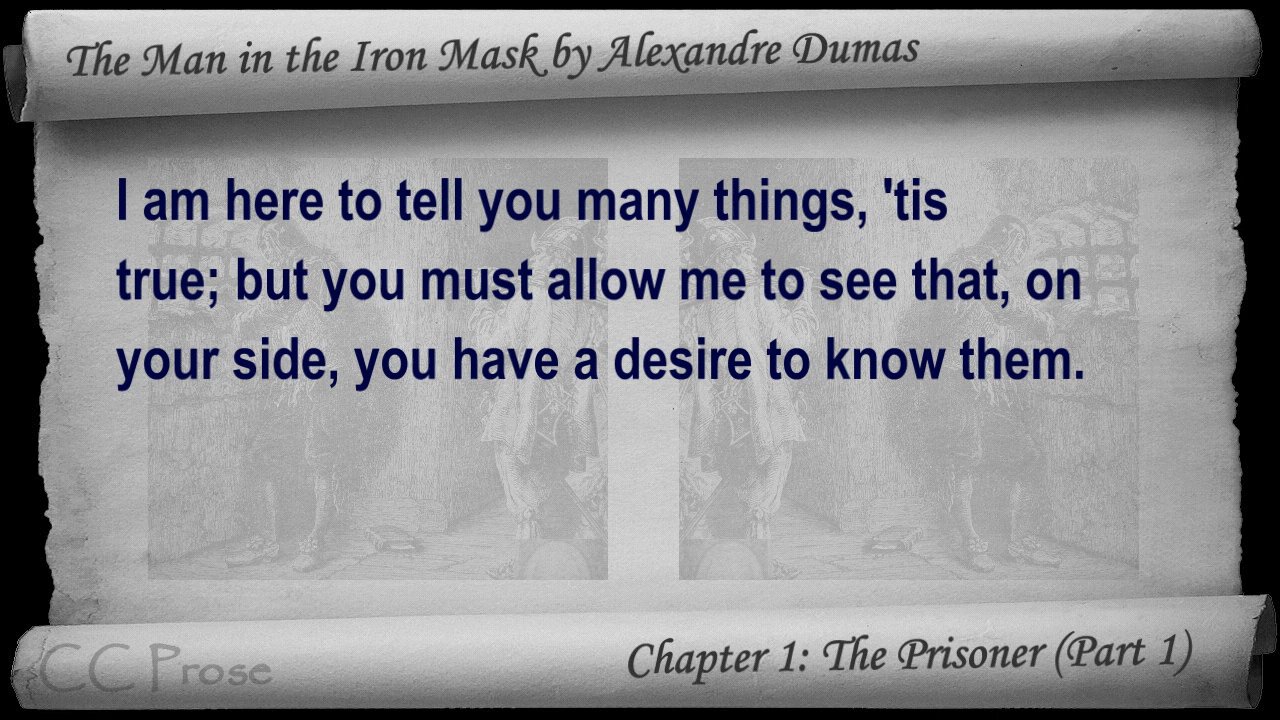 The Man in the Iron Mask by Alexandre Dumas
I am here to tell you many things, 'tis
true; but you must allow me to see that, on
your side, you have a desire to know them.
CC Prose
Chapter 1: The Prisoner (Part 1)